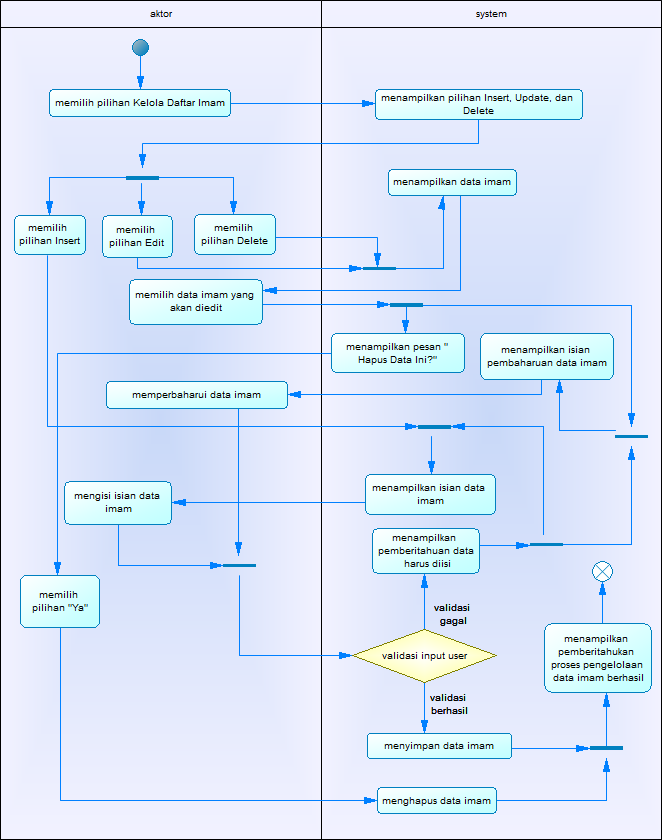 aktor
system
memilih pilihan Kelola Daftar Imam
menampilkan pilihan Insert, Update, dan
Delete
menampilkan data imam
memilih
pilihan Insert
memilih
pilihan Edit
memilih
pilihan Delete
memilih data imam yang
akan diedit
menampilkan pesan "
Hapus Data Ini?"
menampilkan isian
pembaharuan data imam
memperbaharui data imam
mengisi isian data
imam
menampilkan isian data
imam
menampilkan
pemberitahuan data
harus diisi
memilih
pilihan "Ya"
validasi
gagal
validasi input user
menampilkan
pemberitahukan
proses pengelolaan
data imam berhasil
validasi
berhasil
menyimpan data imam
menghapus data imam